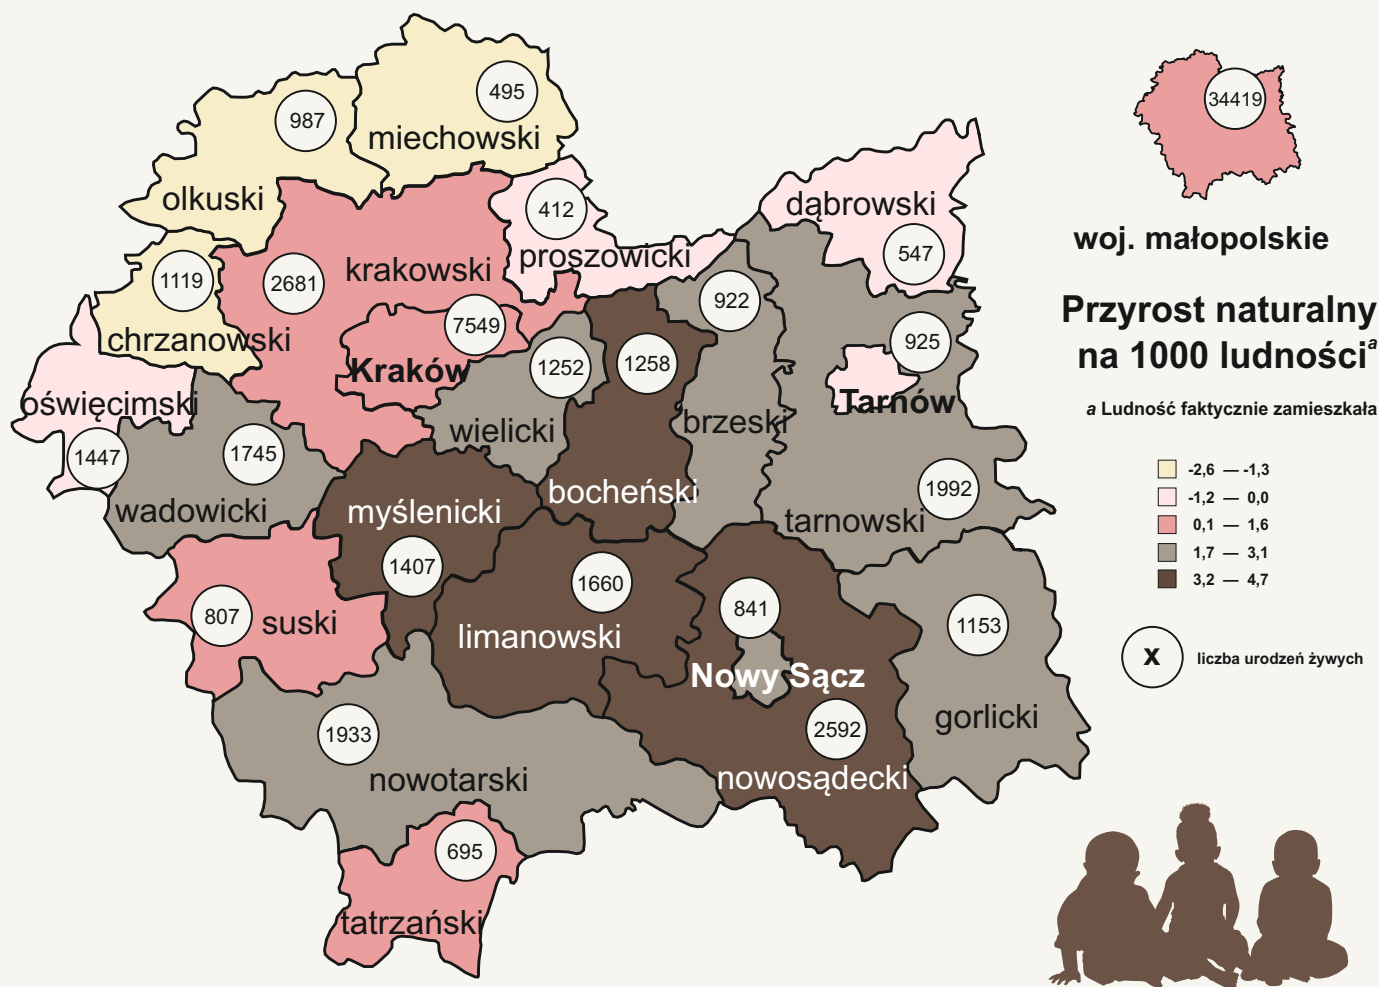 495
987
miechowski
olkuski
412
proszowicki
dąbrowski
547
1119
2681
krakowski
chrzanowski
7549
Kraków
922
925
1252
1258
oświęcimski
Tarnów
1447
1745
wielicki
brzeski
wadowicki
myślenicki
bocheński
1992
tarnowski
1407
1660
807
suski
limanowski
841
1153
Nowy Sącz
gorlicki
1933
2592
nowotarski
nowosądecki
695
tatrzański
34419
woj. małopolskie
Przyrost naturalny
na 1000 ludności a
a Ludność faktycznie zamieszkała
-2,6 — -1,3
-1,2 — 0,0
0,1 — 1,6
1,7 — 3,1
3,2 — 4,7
x liczba urodzeń żywych